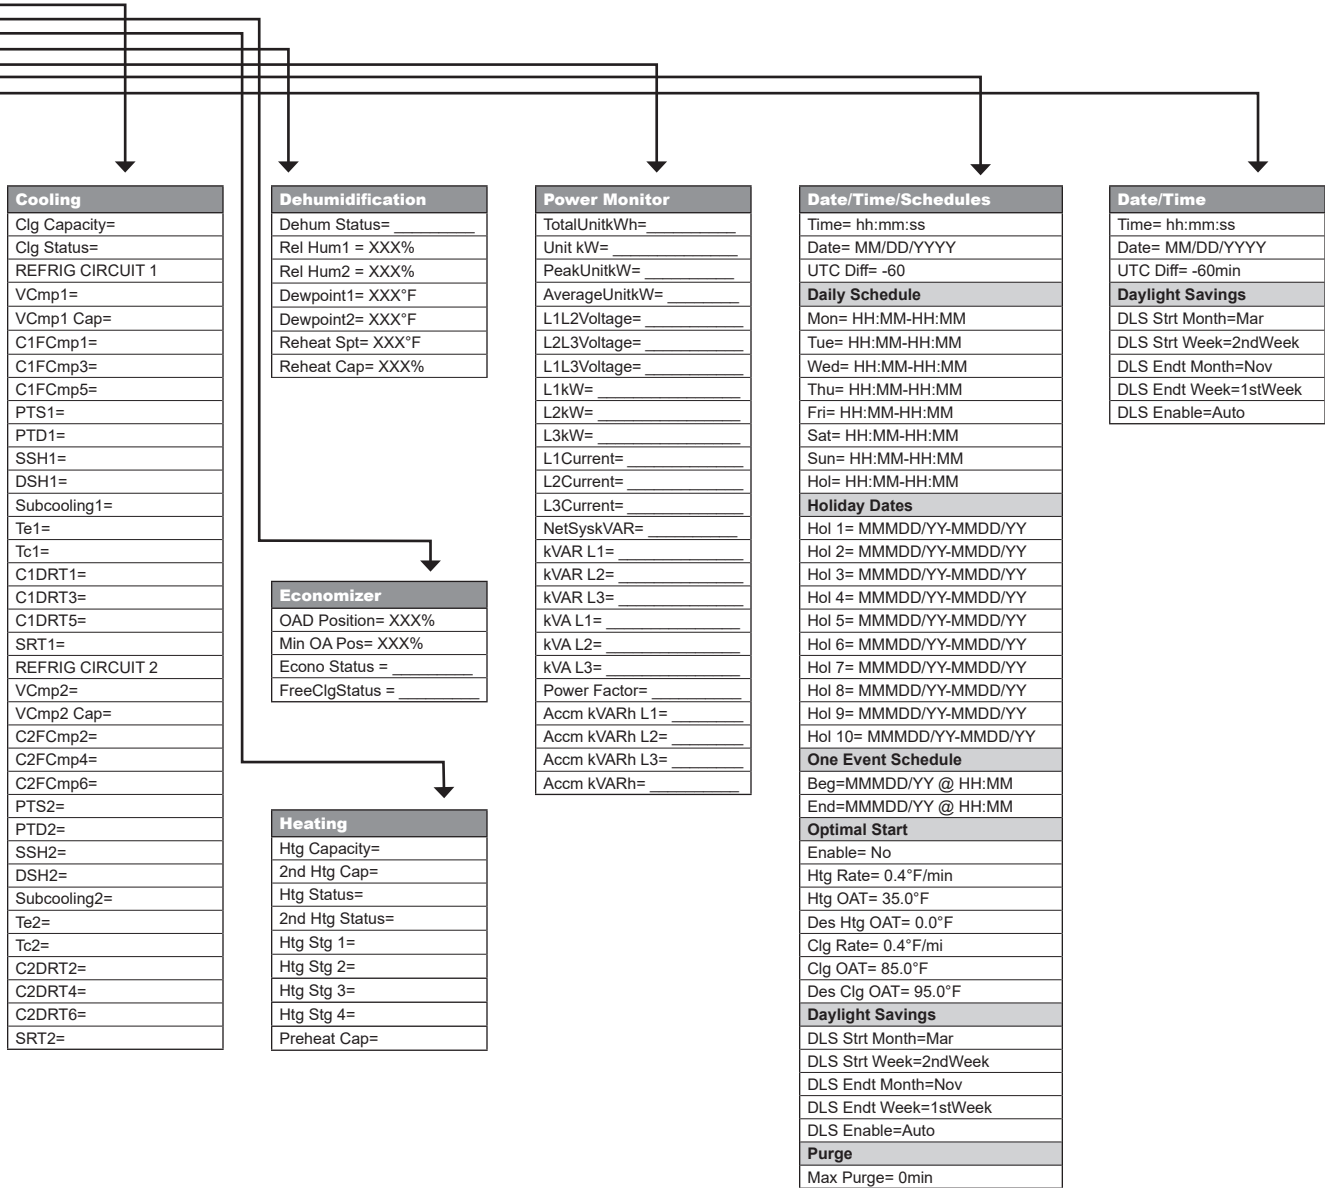 Cooling
Clg Capacity=
Clg Status=
REFRIG CIRCUIT 1
VCmp1=
VCmp1 Cap=
C1FCmp1=
C1FCmp3=
C1FCmp5=
PTS1=
PTD1=
SSH1=
DSH1=
Subcooling1=
Te1=
Tc1=
C1DRT1=
C1DRT3=
C1DRT5=
SRT1=
REFRIG CIRCUIT 2
VCmp2=
VCmp2 Cap=
C2FCmp2=
C2FCmp4=
C2FCmp6=
PTS2=
PTD2=
SSH2=
DSH2=
Subcooling2=
Te2=
Tc2=
C2DRT2=
C2DRT4=
C2DRT6=
SRT2=
Dehumidification
Dehum Status= _________
Rel Hum1 = XXX%
Rel Hum2 = XXX%
Dewpoint1= XXX°F
Dewpoint2= XXX°F
Reheat Spt= XXX°F
Reheat Cap= XXX%
Economizer
OAD Position= XXX%
Min OA Pos= XXX%
Econo Status = _________
FreeClgStatus = _________
Heating
Htg Capacity=
2nd Htg Cap=
Htg Status=
2nd Htg Status=
Htg Stg 1=
Htg Stg 2=
Htg Stg 3=
Htg Stg 4=
Preheat Cap=
Power Monitor
TotalUnitkWh=__________
Unit kW= ______________
PeakUnitkW= __________
AverageUnitkW= ________
L1L2Voltage= ___________
L2L3Voltage= ___________
L1L3Voltage= ___________
L1kW= _______________
L2kW= _______________
L3kW= _______________
L1Current= _____________
L2Current= _____________
L3Current= _____________
NetSyskVAR= __________
kVAR L1= ______________
kVAR L2= ______________
kVAR L3= ______________
kVA L1= _______________
kVA L2= _______________
kVA L3= _______________
Power Factor= __________
Accm kVARh L1= ________
Accm kVARh L2= ________
Accm kVARh L3= ________
Accm kVARh= __________
Date/Time/Schedules
Time= hh:mm:ss
Date= MM/DD/YYYY
UTC Diff= -60
Daily Schedule
Mon= HH:MM-HH:MM
Tue= HH:MM-HH:MM
Wed= HH:MM-HH:MM
Thu= HH:MM-HH:MM
Fri= HH:MM-HH:MM
Sat= HH:MM-HH:MM
Sun= HH:MM-HH:MM
Hol= HH:MM-HH:MM
Holiday Dates
Hol 1= MMMDD/YY-MMDD/YY
Hol 2= MMMDD/YY-MMDD/YY
Hol 3= MMMDD/YY-MMDD/YY
Hol 4= MMMDD/YY-MMDD/YY
Hol 5= MMMDD/YY-MMDD/YY
Hol 6= MMMDD/YY-MMDD/YY
Hol 7= MMMDD/YY-MMDD/YY
Hol 8= MMMDD/YY-MMDD/YY
Hol 9= MMMDD/YY-MMDD/YY
Hol 10= MMMDD/YY-MMDD/YY
One Event Schedule
Beg=MMMDD/YY @ HH:MM
End=MMMDD/YY @ HH:MM
Optimal Start
Enable= No
Htg Rate= 0.4°F/min
Htg OAT= 35.0°F
Des Htg OAT= 0.0°F
Clg Rate= 0.4°F/mi
Clg OAT= 85.0°F
Des Clg OAT= 95.0°F
Daylight Savings
DLS Strt Month=Mar
DLS Strt Week=2ndWeek
DLS Endt Month=Nov
DLS Endt Week=1stWeek
DLS Enable=Auto
Purge
Max Purge= 0min
Date/Time
Time= hh:mm:ss
Date= MM/DD/YYYY
UTC Diff= -60min
Daylight Savings
DLS Strt Month=Mar
DLS Strt Week=2ndWeek
DLS Endt Month=Nov
DLS Endt Week=1stWeek
DLS Enable=Auto